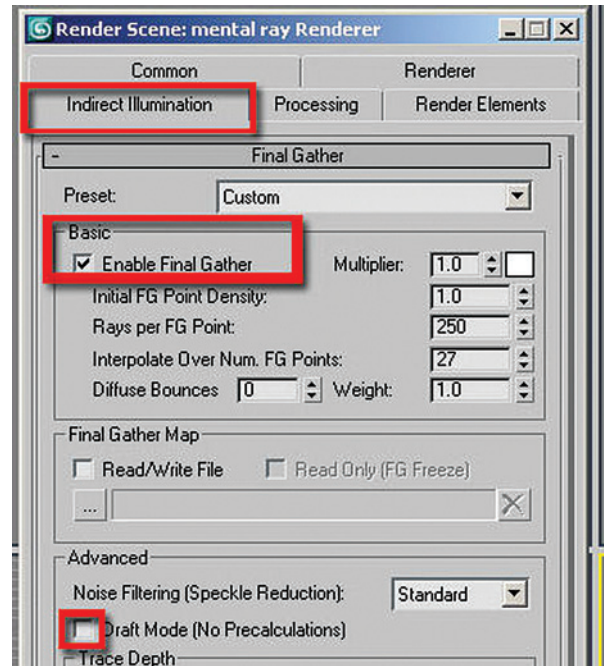 Render Scene: mental ray Renderer
Common Renderer
Indirect Illumination Processing Render Elements
- Final Gather
Preset: Custom
Basic
Enable Final Gather Multiplier: 1.0
Initial FG Point Density: 1.0
Rays per FG Point: 250
Interpolate Over Num. FG Points: 27
Diffuse Bounces 0 Weight: 1.0
Final Gather Map
Read/Write File Read Only (FG Freeze)
...
Advanced
Noise Filtering (Speckle Reduction): Standard
Draft Mode (No Precalculations)
Trace Depth